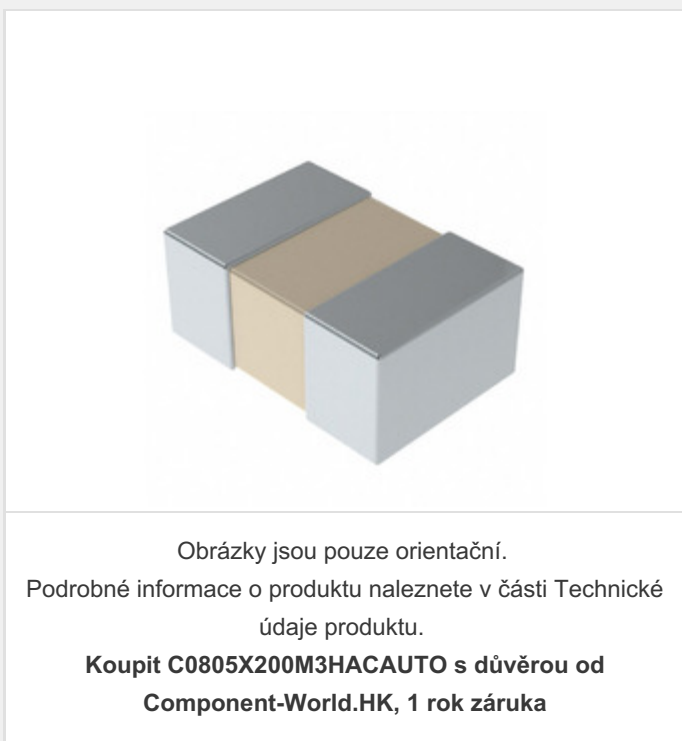 Obrázky jsou pouze orientační.
Podrobné informace o produktu naleznete v části Technické
údaje produktu.
Koupit C0805X200M3HACAUTO s důvěrou od
Component-World.HK, 1 rok záruka